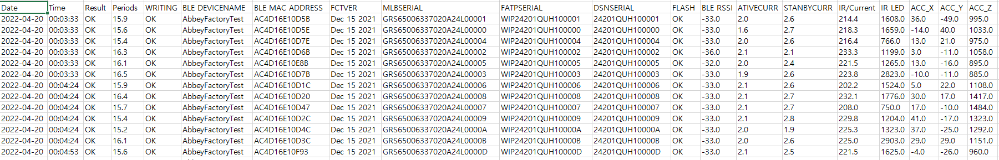 Date Time Result Periods WRITING BLE DEVICENAME BLE MAC ADDRESS FCTVER MLBSERIAL FATPSERIAL DSNSERIAL FLASH BLE RSSI ATIVECURR STANBYCURR IR/Current IR LED ACC_X ACC_Y ACC_Z
2022-04-20 00:03:33 OK 15.9 OK AbbeyFactoryTest AC4D16E10D5B Dec 15 2021 GRS65006337020A24L00001 WIP24201QUH100001 24201QUH100001 OK -33.0 2.0 2.6 214.4 1608.0 36.0 -49.0 995.0
2022-04-20 00:03:33 OK 15.6 OK AbbeyFactoryTest AC4D16E10D5E Dec 15 2021 GRS65006337020A24L00000 WIP24201QUH100000 24201QUH100000 OK -33.0 1.6 2.7 218.3 1659.0 -14.0 40.0 1033.0
2022-04-20 00:03:33 OK 15.4 OK AbbeyFactoryTest AC4D16E10D7E Dec 15 2021 GRS65006337020A24L00004 WIP24201QUH100004 24201QUH100004 OK -33.0 2.0 2.6 216.4 766.0 13.0 21.0 975.0
2022-04-20 00:03:33 OK 16.3 OK AbbeyFactoryTest AC4D16E10D6B Dec 15 2021 GRS65006337020A24L00002 WIP24201QUH100002 24201QUH100002 OK -36.0 2.1 2.1 233.3 1199.0 3.0 -11.0 1058.0
2022-04-20 00:03:33 OK 16.1 OK AbbeyFactoryTest AC4D16E10E8B Dec 15 2021 GRS65006337020A24L00005 WIP24201QUH100005 24201QUH100005 OK -32.0 2.0 2.4 221.5 1265.0 13.0 -16.0 895.0
2022-04-20 00:03:33 OK 16.5 OK AbbeyFactoryTest AC4D16E10D7B Dec 15 2021 GRS65006337020A24L00003 WIP24201QUH100003 24201QUH100003 OK -33.0 1.9 2.6 223.8 2823.0 -10.0 -11.0 885.0
2022-04-20 00:04:24 OK 15.9 OK AbbeyFactoryTest AC4D16E10D1C Dec 15 2021 GRS65006337020A24L00006 WIP24201QUH100006 24201QUH100006 OK -33.0 2.1 2.6 202.2 1524.0 5.0 22.0 1108.0
2022-04-20 00:04:24 OK 16.4 OK AbbeyFactoryTest AC4D16E10D20 Dec 15 2021 GRS65006337020A24L00008 WIP24201QUH100008 24201QUH100008 OK -33.0 2.1 2.7 232.1 1776.0 30.0 17.0 1417.0
2022-04-20 00:04:24 OK 15.7 OK AbbeyFactoryTest AC4D16E10D47 Dec 15 2021 GRS65006337020A24L00007 WIP24201QUH100007 24201QUH100007 OK -33.0 2.1 2.7 208.0 750.0 17.0 -10.0 1484.0
2022-04-20 00:04:24 OK 15.4 OK AbbeyFactoryTest AC4D16E10D2C Dec 15 2021 GRS65006337020A24L00009 WIP24201QUH100009 24201QUH100009 OK -33.0 2.1 2.8 229.8 1204.0 41.0 -17.0 1323.0
2022-04-20 00:04:24 OK 15.2 OK AbbeyFactoryTest AC4D16E10D4C Dec 15 2021 GRS65006337020A24L0000A WIP24201QUH10000A 24201QUH10000A OK -33.0 2.0 1.9 225.3 1323.0 37.0 -25.0 1292.0
2022-04-20 00:04:24 OK 16.1 OK AbbeyFactoryTest AC4D16E10D3C Dec 15 2021 GRS65006337020A24L0000B WIP24201QUH10000B 24201QUH10000B OK -33.0 2.0 2.6 225.0 2903.0 29.0 29.0 1151.0
2022-04-20 00:04:53 OK 15.6 OK AbbeyFactoryTest AC4D16E10F93 Dec 15 2021 GRS65006337020A24L0000D WIP24201QUH10000D 24201QUH10000D OK -33.0 2.1 2.5 221.5 1625.0 -4.0 -26.0 960.0